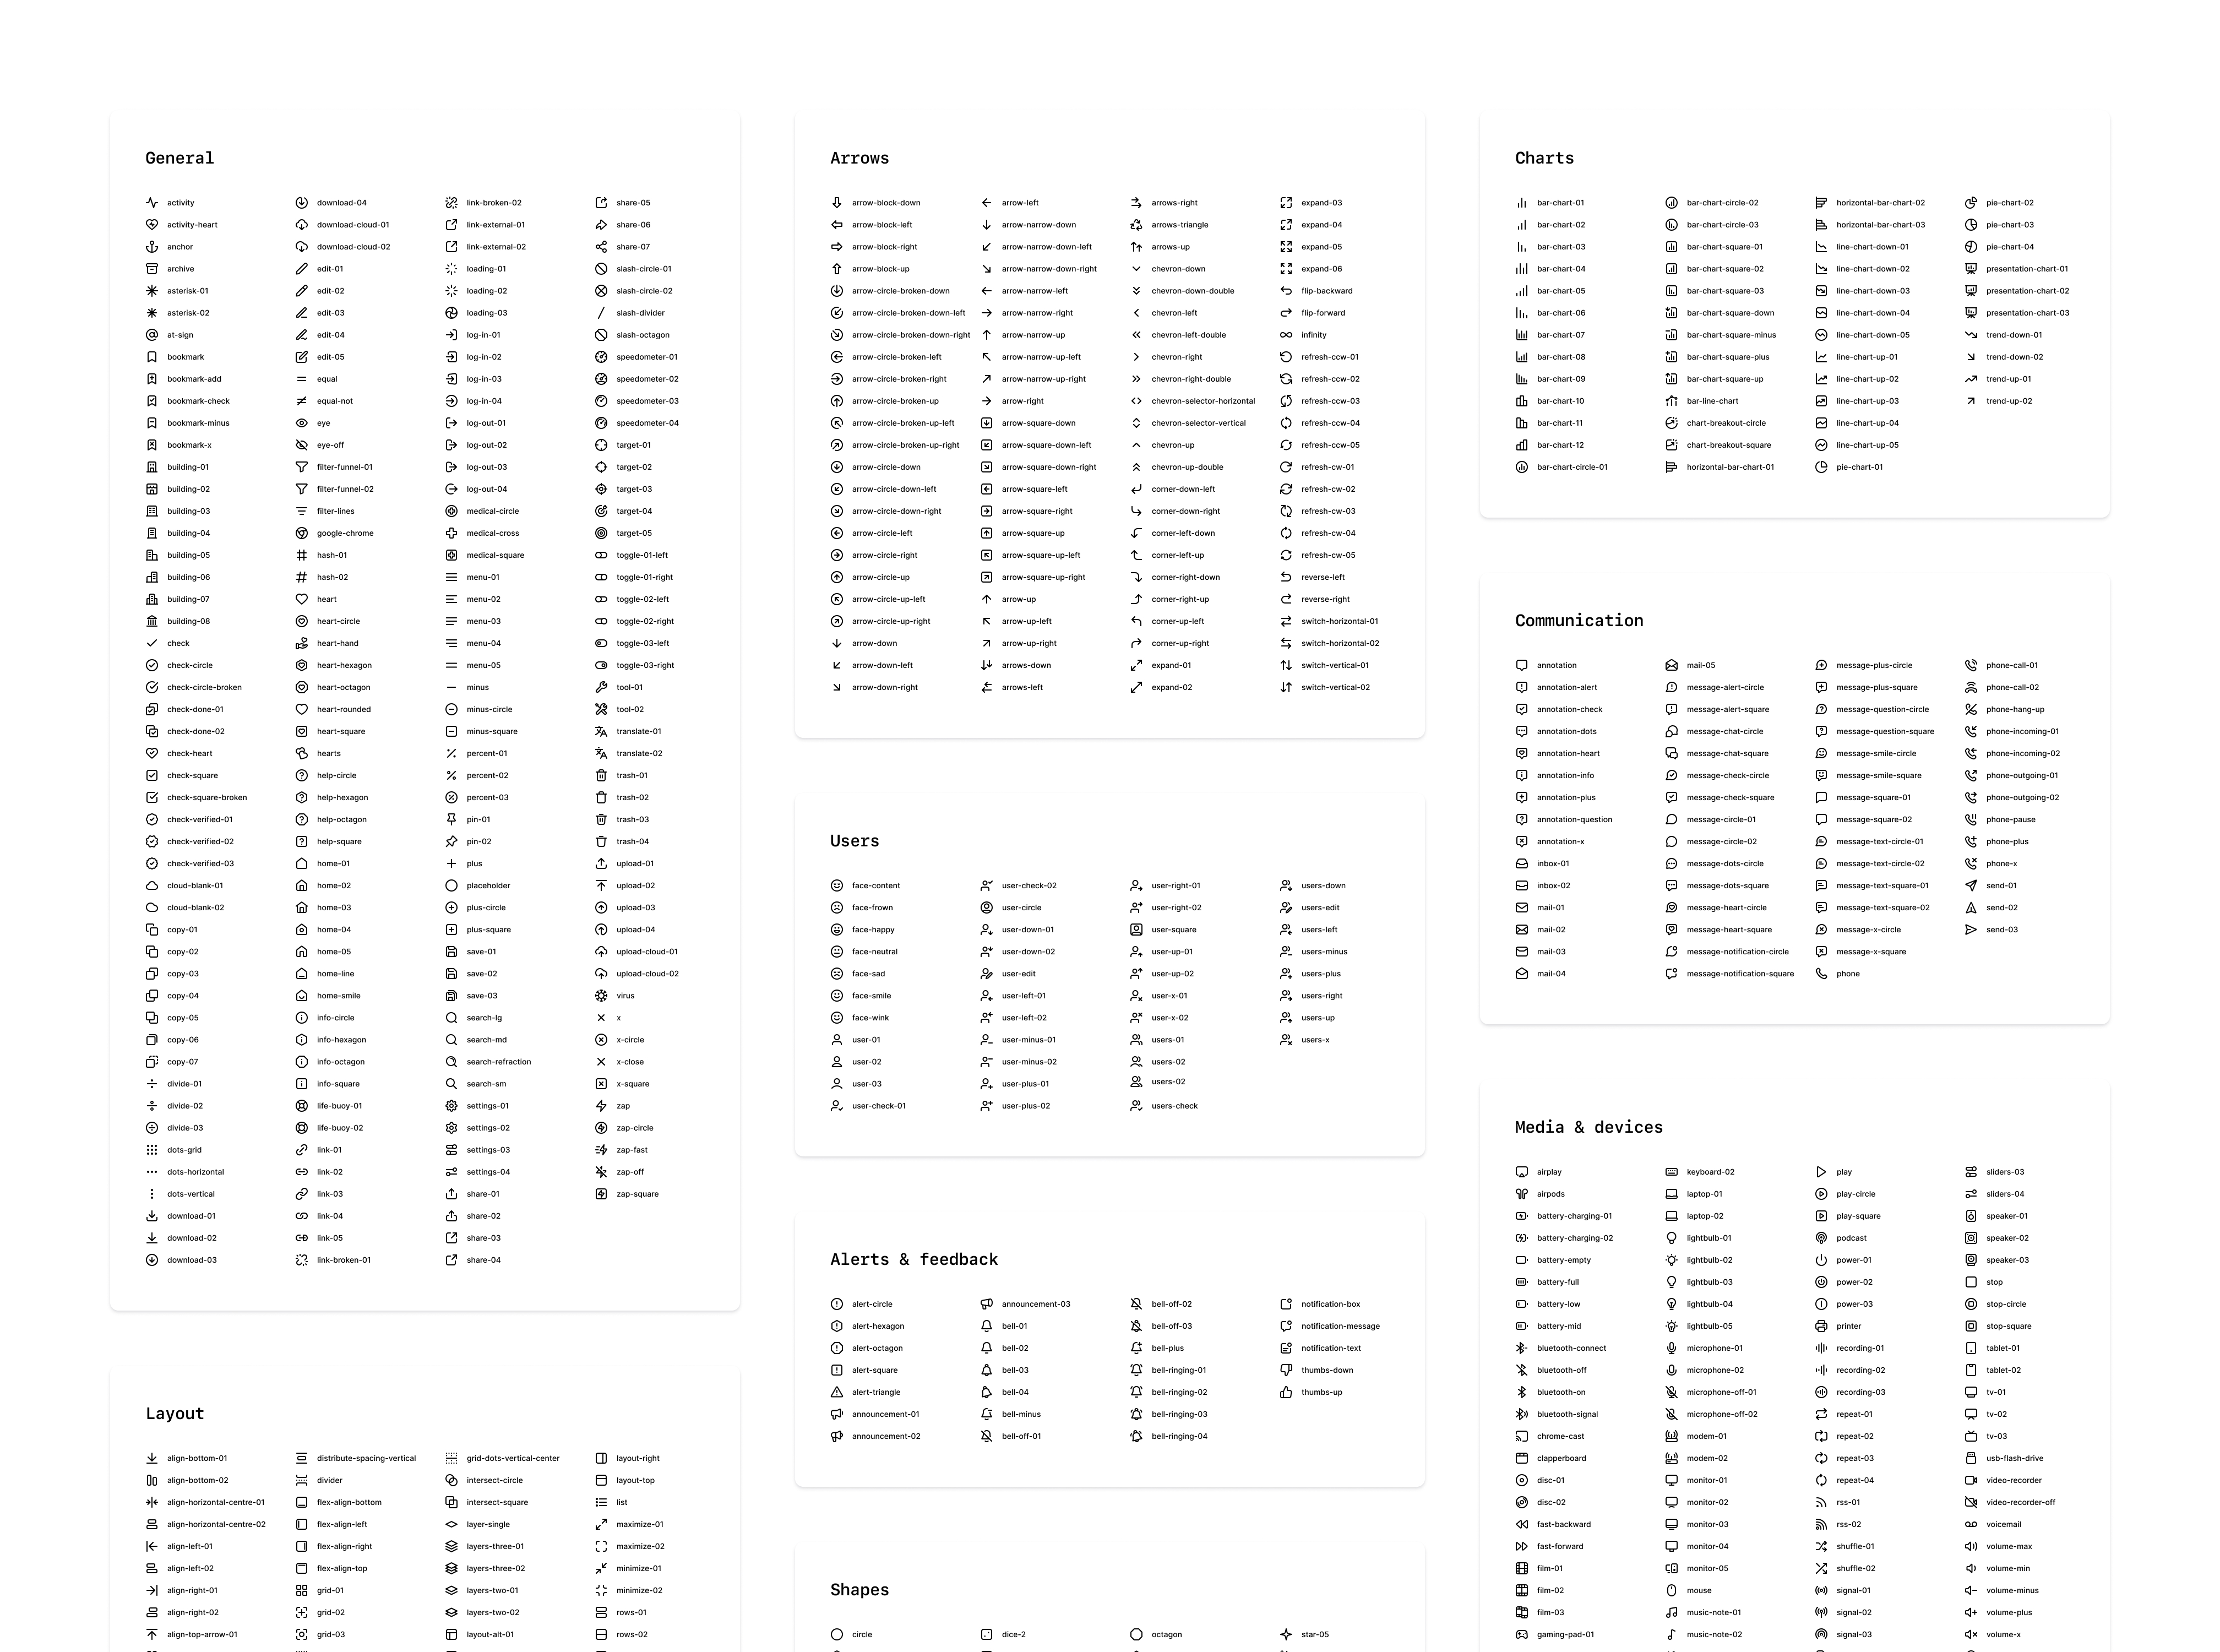 General
activity
activity-heart
anchor
archive
asterisk-01
asterisk-02
at-sign
bookmark
bookmark-add
bookmark-check
bookmark-minus
bookmark-x
building-01
building-02
building-03
building-04
building-05
building-06
building-07
building-08
check
check-circle
check-circle-broken
check-done-01
check-done-02
check-heart
check-square
check-square-broken
check-verified-01
check-verified-02
check-verified-03
cloud-blank-01
cloud-blank-02
copy-01
copy-02
copy-03
copy-04
copy-05
copy-06
copy-07
divide-01
divide-02
divide-03
dots-grid
dots-horizontal
dots-vertical
download-01
download-02
download-03
download-04
download-cloud-01
download-cloud-02
edit-01
edit-02
edit-03
edit-04
edit-05
equal
equal-not
eye
eye-off
filter-funnel-01
filter-funnel-02
filter-lines
google-chrome
hash-01
hash-02
heart
heart-circle
heart-hand
heart-hexagon
heart-octagon
heart-rounded
heart-square
hearts
help-circle
help-hexagon
help-octagon
help-square
home-01
home-02
home-03
home-04
home-05
home-line
home-smile
info-circle
info-hexagon
info-octagon
info-square
life-buoy-01
life-buoy-02
link-01
link-02
link-03
link-04
link-05
link-broken-01
link-broken-02
link-external-01
link-external-02
loading-01
loading-02
loading-03
log-in-01
log-in-02
log-in-03
log-in-04
log-out-01
log-out-02
log-out-03
log-out-04
medical-circle
medical-cross
medical-square
menu-01
menu-02
menu-03
menu-04
menu-05
minus
minus-circle
minus-square
percent-01
percent-02
percent-03
pin-01
pin-02
plus
placeholder
plus-circle
plus-square
save-01
save-02
save-03
search-lg
search-md
search-refraction
search-sm
settings-01
settings-02
settings-03
settings-04
share-01
share-02
share-03
share-04
share-05
share-06
share-07
slash-circle-01
slash-circle-02
slash-divider
slash-octagon
speedometer-01
speedometer-02
speedometer-03
speedometer-04
target-01
target-02
target-03
target-04
target-05
toggle-01-left
toggle-01-right
toggle-02-left
toggle-02-right
toggle-03-left
toggle-03-right
tool-01
tool-02
translate-01
translate-02
trash-01
trash-02
trash-03
trash-04
upload-01
upload-02
upload-03
upload-04
upload-cloud-01
upload-cloud-02
virus
x
x-circle
x-close
x-square
zap
zap-circle
zap-fast
zap-off
zap-square
Layout
align-bottom-01
align-bottom-02
align-horizontal-centre-01
align-horizontal-centre-02
align-left-01
align-left-02
align-right-01
align-right-02
align-top-arrow-01
distribute-spacing-vertical
divider
flex-align-bottom
flex-align-left
flex-align-right
flex-align-top
grid-01
grid-02
grid-03
grid-dots-vertical-center
intersect-circle
intersect-square
layer-single
layers-three-01
layers-three-02
layers-two-01
layers-two-02
layout-alt-01
layout-right
layout-top
list
maximize-01
maximize-02
minimize-01
minimize-02
rows-01
rows-02
Arrows
arrow-block-down
arrow-block-left
arrow-block-right
arrow-block-up
arrow-circle-broken-down
arrow-circle-broken-down-left
arrow-circle-broken-down-right
arrow-circle-broken-left
arrow-circle-broken-right
arrow-circle-broken-up
arrow-circle-broken-up-left
arrow-circle-broken-up-right
arrow-circle-down
arrow-circle-down-left
arrow-circle-down-right
arrow-circle-left
arrow-circle-right
arrow-circle-up
arrow-circle-up-left
arrow-circle-up-right
arrow-down
arrow-down-left
arrow-down-right
arrow-left
arrow-narrow-down
arrow-narrow-down-left
arrow-narrow-down-right
arrow-narrow-left
arrow-narrow-right
arrow-narrow-up
arrow-narrow-up-left
arrow-narrow-up-right
arrow-right
arrow-square-down
arrow-square-down-left
arrow-square-down-right
arrow-square-left
arrow-square-right
arrow-square-up
arrow-square-up-left
arrow-square-up-right
arrow-up
arrow-up-left
arrow-up-right
arrows-down
arrows-left
arrows-right
arrows-triangle
arrows-up
chevron-down
chevron-down-double
chevron-left
chevron-left-double
chevron-right
chevron-right-double
chevron-selector-horizontal
chevron-selector-vertical
chevron-up
chevron-up-double
corner-down-left
corner-down-right
corner-left-down
corner-left-up
corner-right-down
corner-right-up
corner-up-left
corner-up-right
expand-01
expand-02
expand-03
expand-04
expand-05
expand-06
flip-backward
flip-forward
infinity
refresh-ccw-01
refresh-ccw-02
refresh-ccw-03
refresh-ccw-04
refresh-ccw-05
refresh-cw-01
refresh-cw-02
refresh-cw-03
refresh-cw-04
refresh-cw-05
reverse-left
reverse-right
switch-horizontal-01
switch-horizontal-02
switch-vertical-01
switch-vertical-02
Users
face-content
face-frown
face-happy
face-neutral
face-sad
face-smile
face-wink
user-01
user-02
user-03
user-check-01
user-check-02
user-circle
user-down-01
user-down-02
user-edit
user-left-01
user-left-02
user-minus-01
user-minus-02
user-plus-01
user-plus-02
user-right-01
user-right-02
user-square
user-up-01
user-up-02
user-x-01
user-x-02
users-01
users-02
users-02
users-check
users-down
users-edit
users-left
users-minus
users-plus
users-right
users-up
users-x
Alerts & feedback
alert-circle
alert-hexagon
alert-octagon
alert-square
alert-triangle
announcement-01
announcement-02
announcement-03
bell-01
bell-02
bell-03
bell-04
bell-minus
bell-off-01
bell-off-02
bell-off-03
bell-plus
bell-ringing-01
bell-ringing-02
bell-ringing-03
bell-ringing-04
notification-box
notification-message
notification-text
thumbs-down
thumbs-up
Shapes
circle
dice-2
octagon
star-05
Charts
bar-chart-01
bar-chart-02
bar-chart-03
bar-chart-04
bar-chart-05
bar-chart-06
bar-chart-07
bar-chart-08
bar-chart-09
bar-chart-10
bar-chart-11
bar-chart-12
bar-chart-circle-01
bar-chart-circle-02
bar-chart-circle-03
bar-chart-square-01
bar-chart-square-02
bar-chart-square-03
bar-chart-square-down
bar-chart-square-minus
bar-chart-square-plus
bar-chart-square-up
bar-line-chart
chart-breakout-circle
chart-breakout-square
horizontal-bar-chart-01
horizontal-bar-chart-02
horizontal-bar-chart-03
line-chart-down-01
line-chart-down-02
line-chart-down-03
line-chart-down-04
line-chart-down-05
line-chart-up-01
line-chart-up-02
line-chart-up-03
line-chart-up-04
line-chart-up-05
pie-chart-01
pie-chart-02
pie-chart-03
pie-chart-04
presentation-chart-01
presentation-chart-02
presentation-chart-03
trend-down-01
trend-down-02
trend-up-01
trend-up-02
Communication
annotation
annotation-alert
annotation-check
annotation-dots
annotation-heart
annotation-info
annotation-plus
annotation-question
annotation-x
inbox-01
inbox-02
mail-01
mail-02
mail-03
mail-04
mail-05
message-alert-circle
message-alert-square
message-chat-circle
message-chat-square
message-check-circle
message-check-square
message-circle-01
message-circle-02
message-dots-circle
message-dots-square
message-heart-circle
message-heart-square
message-notification-circle
message-notification-square
message-plus-circle
message-plus-square
message-question-circle
message-question-square
message-smile-circle
message-smile-square
message-square-01
message-square-02
message-text-circle-01
message-text-circle-02
message-text-square-01
message-text-square-02
message-x-circle
message-x-square
phone
phone-call-01
phone-call-02
phone-hang-up
phone-incoming-01
phone-incoming-02
phone-outgoing-01
phone-outgoing-02
phone-pause
phone-plus
phone-x
send-01
send-02
send-03
Media & devices
airplay
airpods
battery-charging-01
battery-charging-02
battery-empty
battery-full
battery-low
battery-mid
bluetooth-connect
bluetooth-off
bluetooth-on
bluetooth-signal
chrome-cast
clapperboard
disc-01
disc-02
fast-backward
fast-forward
film-01
film-02
film-03
gaming-pad-01
keyboard-02
laptop-01
laptop-02
lightbulb-01
lightbulb-02
lightbulb-03
lightbulb-04
lightbulb-05
microphone-01
microphone-02
microphone-off-01
microphone-off-02
modem-01
modem-02
monitor-01
monitor-02
monitor-03
monitor-04
monitor-05
mouse
music-note-01
music-note-02
play
play-circle
play-square
podcast
power-01
power-02
power-03
printer
recording-01
recording-02
recording-03
repeat-01
repeat-02
repeat-03
repeat-04
rss-01
rss-02
shuffle-01
shuffle-02
signal-01
signal-02
signal-03
sliders-03
sliders-04
speaker-01
speaker-02
speaker-03
stop
stop-circle
stop-square
tablet-01
tablet-02
tv-01
tv-02
tv-03
usb-flash-drive
video-recorder
video-recorder-off
voicemail
volume-max
volume-min
volume-minus
volume-plus
volume-x